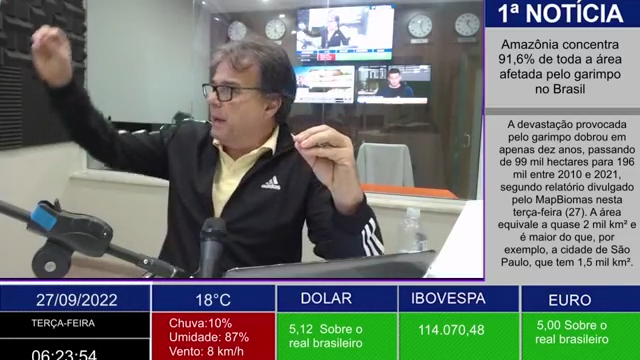 1ª NOTÍCIA
Amazônia concentra
91,6% de toda a área
afetada pelo garimpo
no Brasil
A devastação provocada
pelo garimpo dobrou em
apenas dez anos, passando
de 99 mil hectares para 196
mil entre 2010 e 2021,
segundo relatório divulgado
pelo MapBiomas nesta
terça-feira (27). A área
equivale a quase 2 mil km² e
é maior do que, por
exemplo, a cidade de São
Paulo, que tem 1,5 mil km².
adidas
27/09/2022
TERÇA-FEIRA
06:23:54
18°C
Chuva:10%
Umidade: 87%
Vento: 8 km/h
DOLAR
5,12 Sobre o
real brasileiro
IBOVESPA
114.070,48
EURO
5,00 Sobre o
real brasileiro